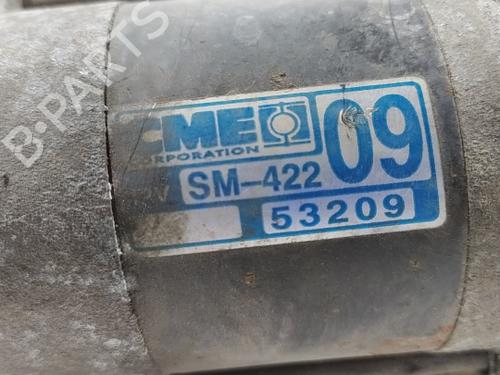 B-PARTS
CME
CORPORATION
09
V SM-422
53209